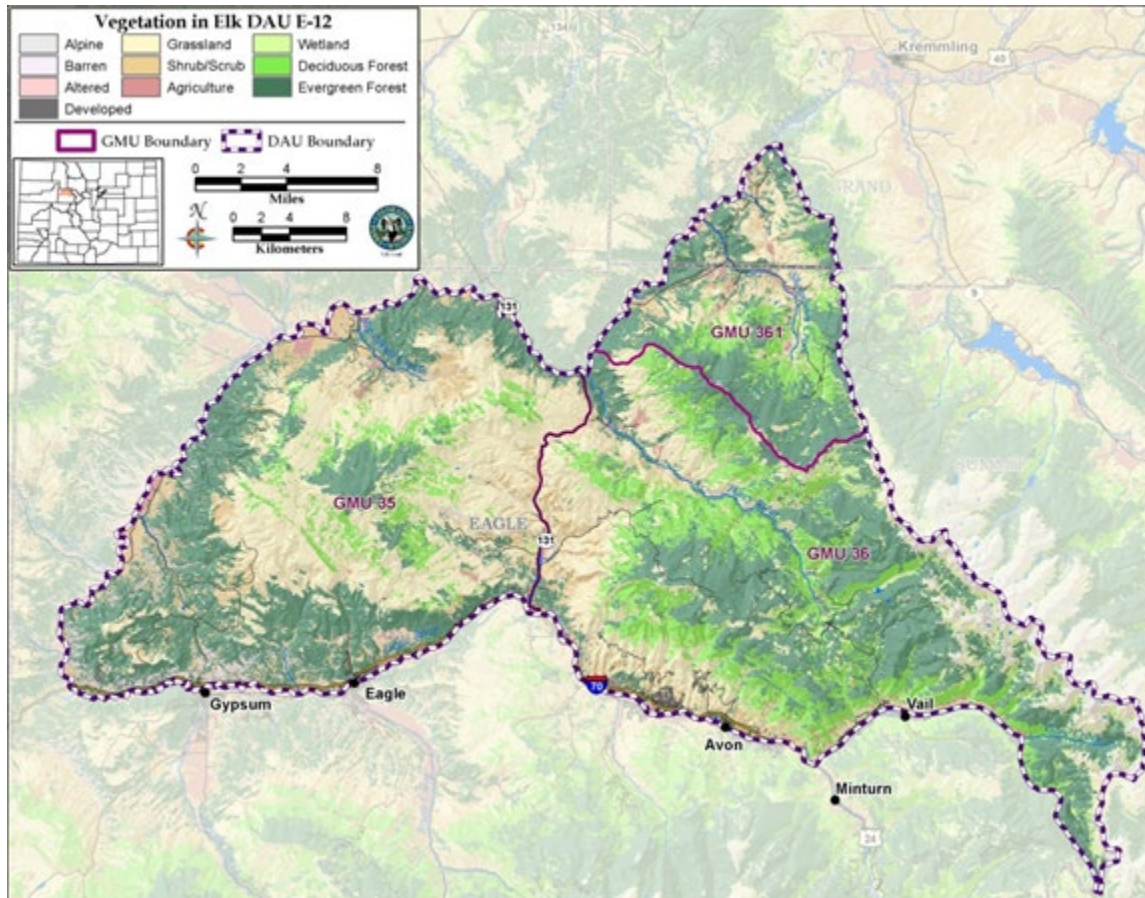 Vegetation in Elk DAU E-12
Alpine
Grassland
Wetland
Barren
Shrub/Scrub
Deciduous Forest
Altered
Agriculture
Evergreen Forest
Developed
GMU Boundary
DAU Boundary
0 2 4 8
Miles
N
0 2 4 8
Kilometers
Kremmling
40
134
GRAND
9
131
GMU 361
GMU 35
EAGLE
131
GMU 36
SUMMIT
Gypsum
Eagle
70
Avon
Vail
Minturn
24